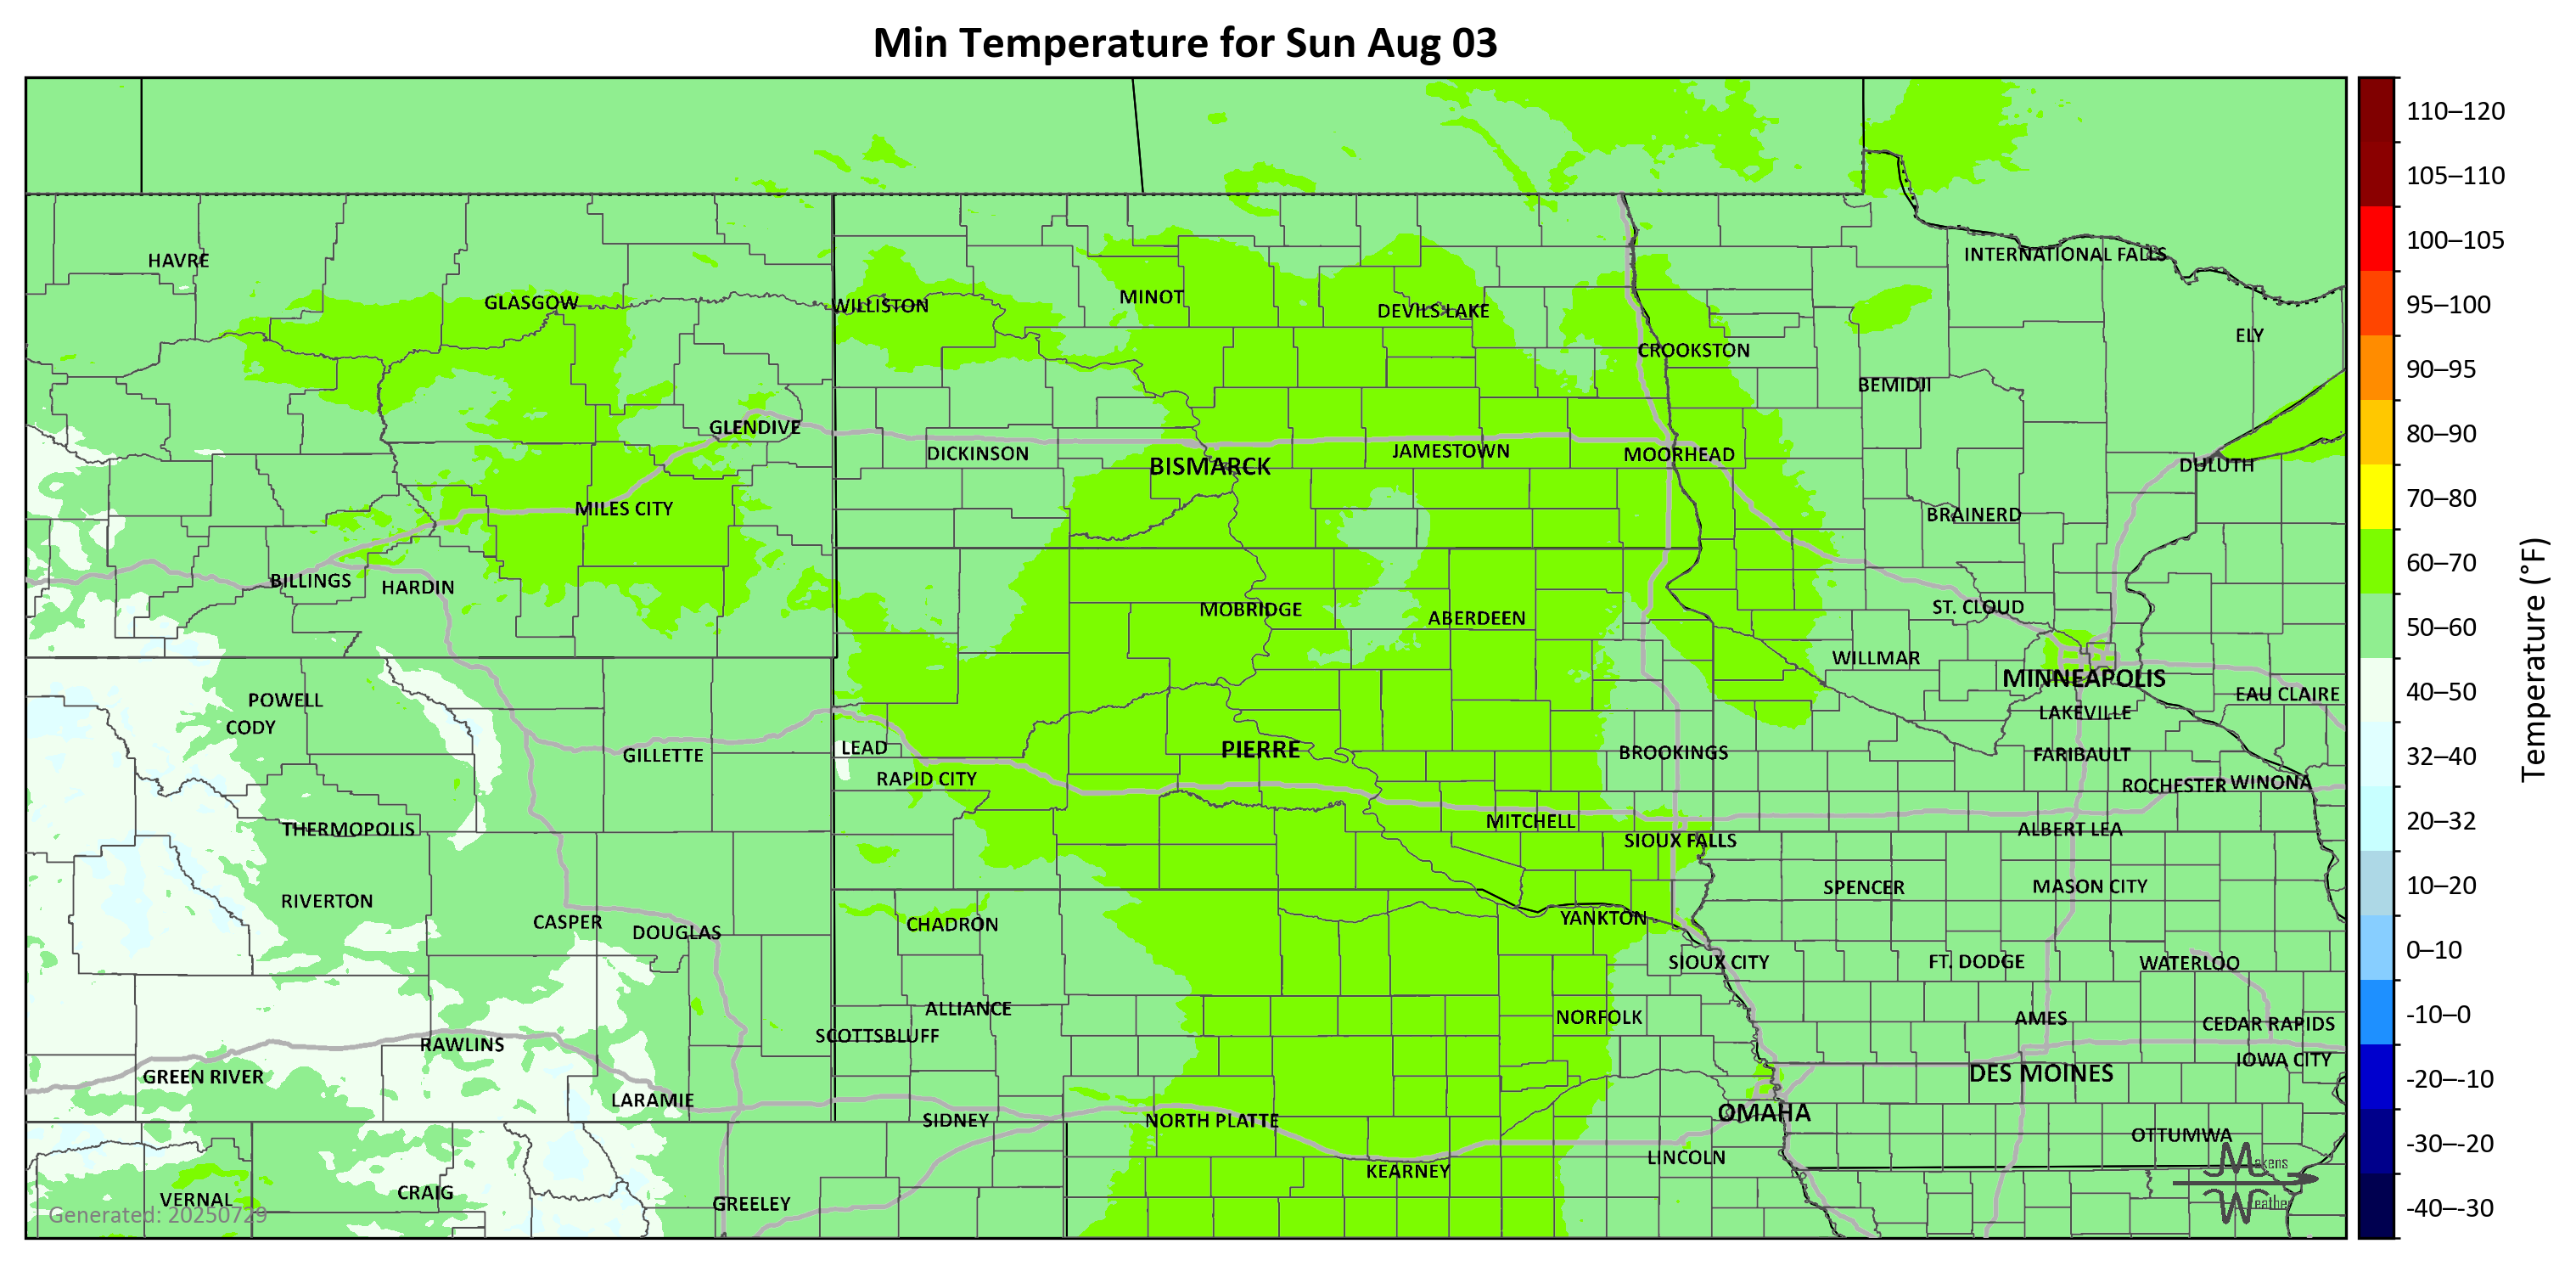 Min Temperature for Sun Aug 03
110–120
105–110
100–105
95–100
90–95
80–90
70–80
60–70
50–60
40–50
32–40
20–32
10–20
0–10
-10–0
-20–-10
-30–-20
-40–-30
Temperature (°F)
HAVRE
INTERNATIONAL FALLS
GLASGOW
WILLISTON
MINOT
DEVILS LAKE
ELY
CROOKSTON
BEMIDJI
GLENDIVE
DICKINSON
BISMARCK
JAMESTOWN
MOORHEAD
DULUTH
MILES CITY
BRAINERD
BILLINGS
HARDIN
MOBRIDGE
ABERDEEN
ST. CLOUD
WILLMAR
MINNEAPOLIS
EAU CLAIRE
POWELL
CODY
LAKEVILLE
GILLETTE
LEAD
PIERRE
BROOKINGS
FARIBAULT
RAPID CITY
ROCHESTER
WINONA
THERMOPOLIS
MITCHELL
SIOUX FALLS
ALBERT LEA
RIVERTON
SPENCER
MASON CITY
CASPER
DOUGLAS
CHADRON
YANKTON
SIOUX CITY
FT. DODGE
WATERLOO
ALLIANCE
NORFOLK
AMES
CEDAR RAPIDS
SCOTTSBLUFF
RAWLINS
IOWA CITY
GREEN RIVER
DES MOINES
LARAMIE
SIDNEY
NORTH PLATTE
OMAHA
OTTUMWA
LINCOLN
KEARNEY
VERNAL
CRAIG
GREELEY
Generated: 20250729
Makens
Weather